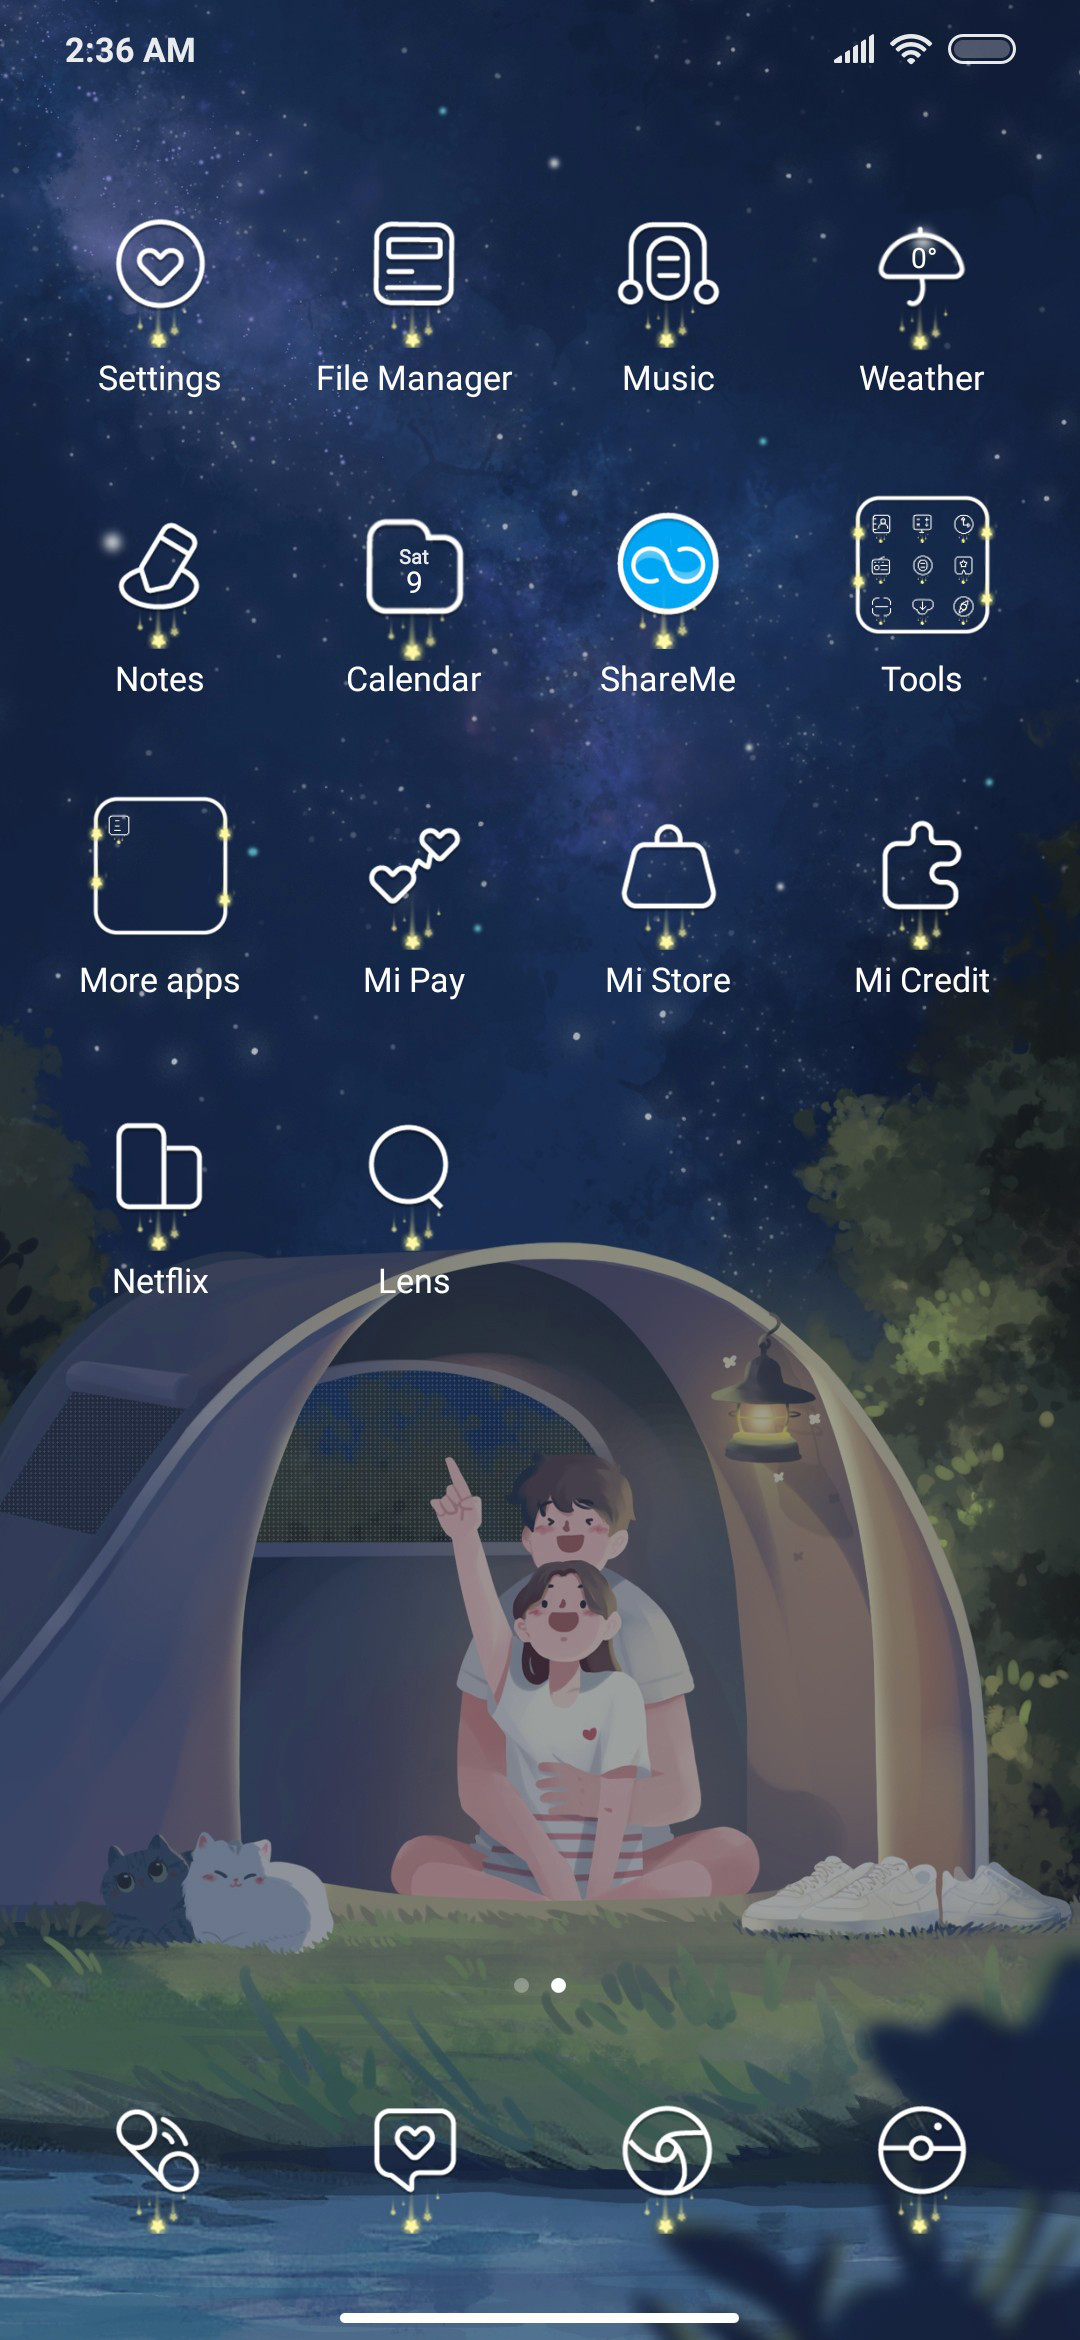 2:36 AM
0°
Settings
File Manager
Music
Weather
Sat
9
Notes
Calendar
ShareMe
Tools
More apps
Mi Pay
Mi Store
Mi Credit
Netflix
Lens